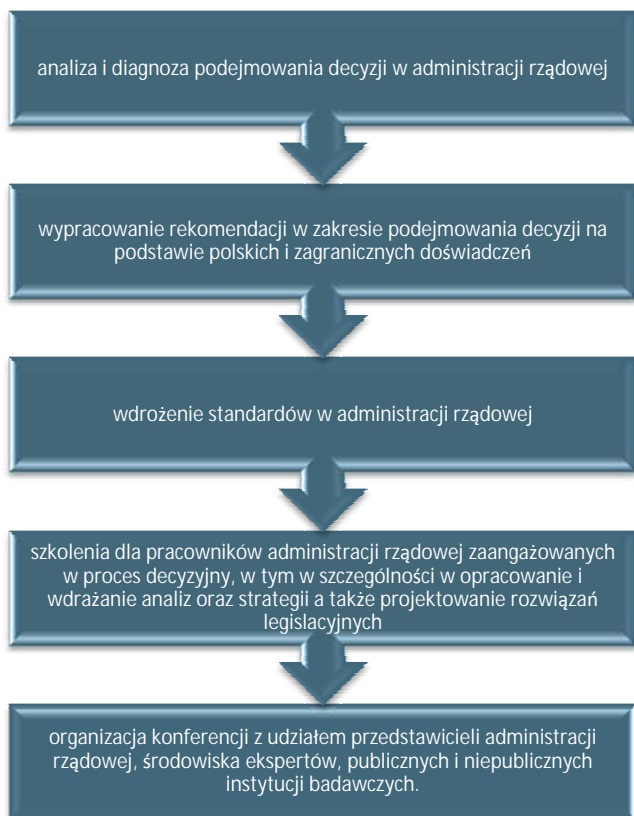 analiza i diagnoza podejmowania decyzji w administracji rządowej
wypracowanie rekomendacji w zakresie podejmowania decyzji na
podstawie polskich i zagranicznych doświadczeń
wdrożenie standardów w administracji rządowej
szkolenia dla pracowników administracji rządowej zaangażowanych
w proces decyzyjny, w tym w szczególności w opracowanie i
wdrażanie analiz oraz strategii a także projektowanie rozwiązań
legislacyjnych
organizacja konferencji z udziałem przedstawicieli administracji
rządowej, środowiska ekspertów, publicznych i niepublicznych
instytucji badawczych.